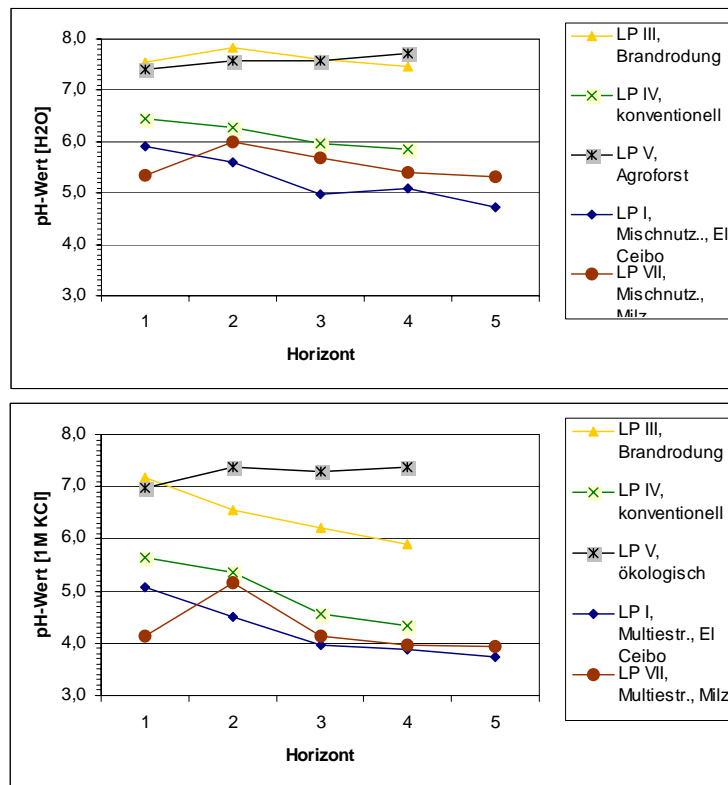 8,0
7,0
6,0
5,0
4,0
3,0
pH-Wert [H2O]
1 2 3 4 5
Horizont
LP III,
Brandrodung
LP IV,
konventionell
LP V,
Agroforst
LP I,
Mischnutz.., El
Ceibo
LP VII,
Mischnutz.,
Milz
8,0
7,0
6,0
5,0
4,0
3,0
pH-Wert [1M KCl]
1 2 3 4 5
Horizont
LP III,
Brandrodung
LP IV,
konventionell
LP V,
ökologisch
LP I,
Multiestr., El
Ceibo
LP VII,
Multiestr., Milz